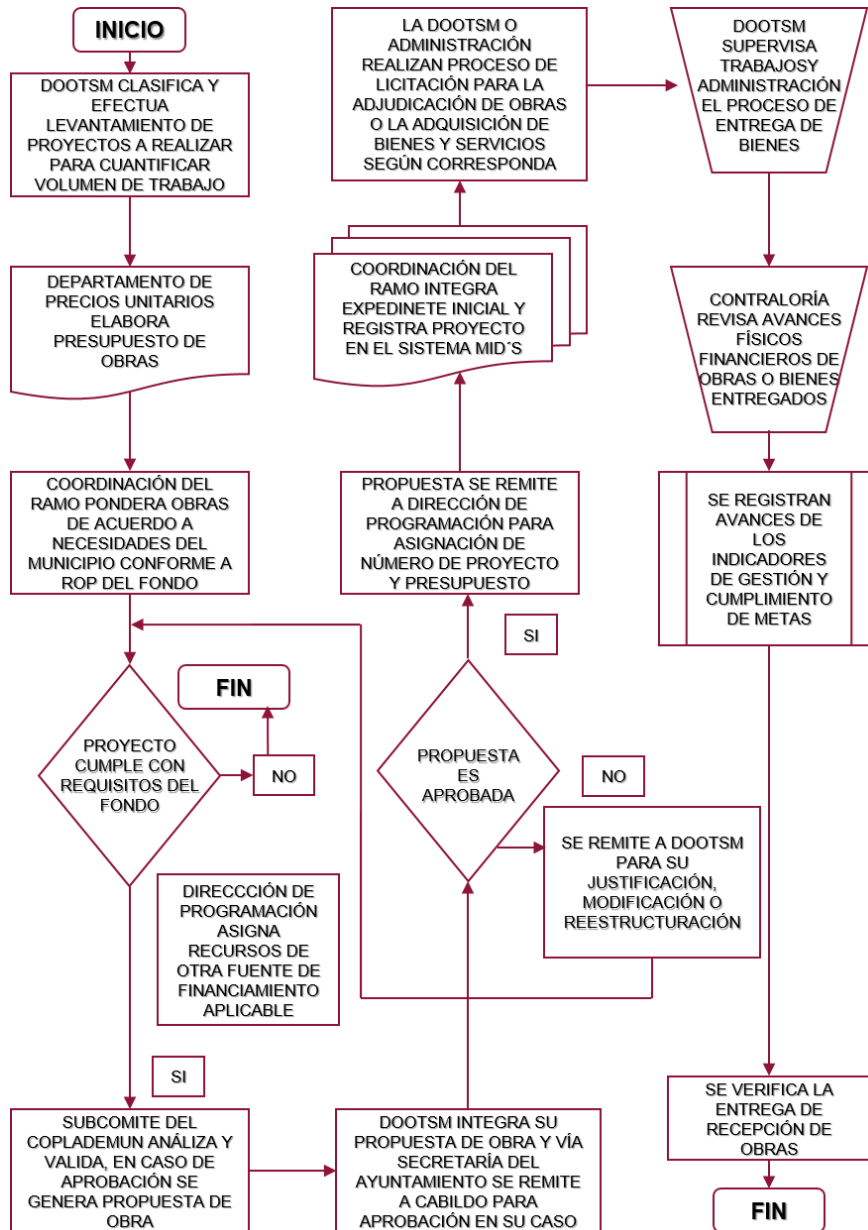 INICIO
DOOTSM CLASIFICA Y
EFECTUA
LEVANTAMIENTO DE
PROYECTOS A REALIZAR
PARA CUANTIFICAR
VOLUMEN DE TRABAJO
DEPARTAMENTO DE
PRECIOS UNITARIOS
ELABORA
PRESUPUESTO DE
OBRAS
COORDINACIÓN DEL
RAMO PONDERA OBRAS
DE ACUERDO A
NECESIDADES DEL
MUNICIPIO CONFORME A
ROP DEL FONDO
PROYECTO
CUMPLE CON
REQUISITOS DEL
FONDO
NO
FIN
DIRECCCIÓN DE
PROGRAMACIÓN
ASIGNA
RECURSOS DE
OTRA FUENTE DE
FINANCIAMIENTO
APLICABLE
SI
SUBCOMITE DEL
COPLADEMUN ANÁLIZA Y
VALIDA, EN CASO DE
APROBACIÓN SE
GENERA PROPUESTA DE
OBRA
DOOTSM INTEGRA SU
PROPUESTA DE OBRA Y VÍA
SECRETARÍA DEL
AYUNTAMIENTO SE REMITE
A CABILDO PARA
APROBACIÓN EN SU CASO
PROPUESTA
ES
APROBADA
NO
SE REMITE A DOOTSM
PARA SU
JUSTIFICACIÓN,
MODIFICACIÓN O
REESTRUCTURACIÓN
SI
PROPUESTA SE REMITE
A DIRECCIÓN DE
PROGRAMACIÓN PARA
ASIGNACIÓN DE
NÚMERO DE PROYECTO
Y PRESUPUESTO
COORDINACIÓN DEL
RAMO INTEGRA
EXPEDINETE INICIAL Y
REGISTRA PROYECTO
EN EL SISTEMA MID´S
LA DOOTSM O
ADMINISTRACIÓN
REALIZAN PROCESO DE
LICITACIÓN PARA LA
ADJUDICACIÓN DE OBRAS
O LA ADQUISICIÓN DE
BIENES Y SERVICIOS
SEGÚN CORRESPONDA
DOOTSM
SUPERVISA
TRABAJOSY
ADMINISTRACIÓN
EL PROCESO DE
ENTREGA DE
BIENES
CONTRALORÍA
REVISA AVANCES
FÍSICOS
FINANCIEROS DE
OBRAS O BIENES
ENTREGADOS
SE REGISTRAN
AVANCES DE
LOS
INDICADORES
DE GESTIÓN Y
CUMPLIMIENTO
DE METAS
SE VERIFICA LA
ENTREGA DE
RECEPCIÓN DE
OBRAS
FIN